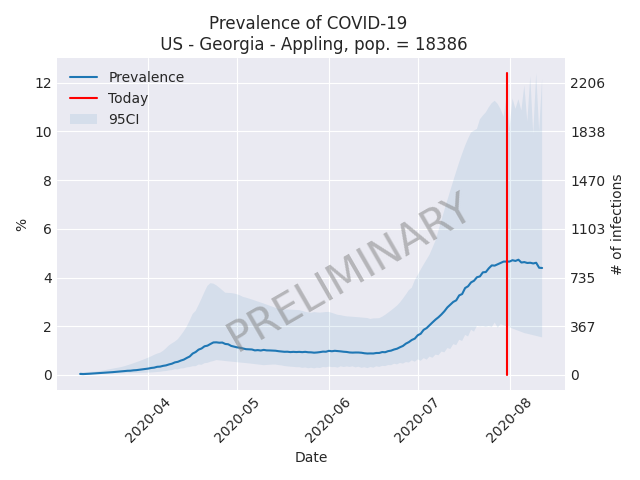 Prevalence of COVID-19
US - Georgia - Appling, pop. = 18386
Prevalence
Today
95CI
12
10
8
6
4
2
0
%
2206
1838
1470
1103
735
367
0
# of infections
PRELIMINARY
2020-04
2020-05
2020-06
2020-07
2020-08
Date